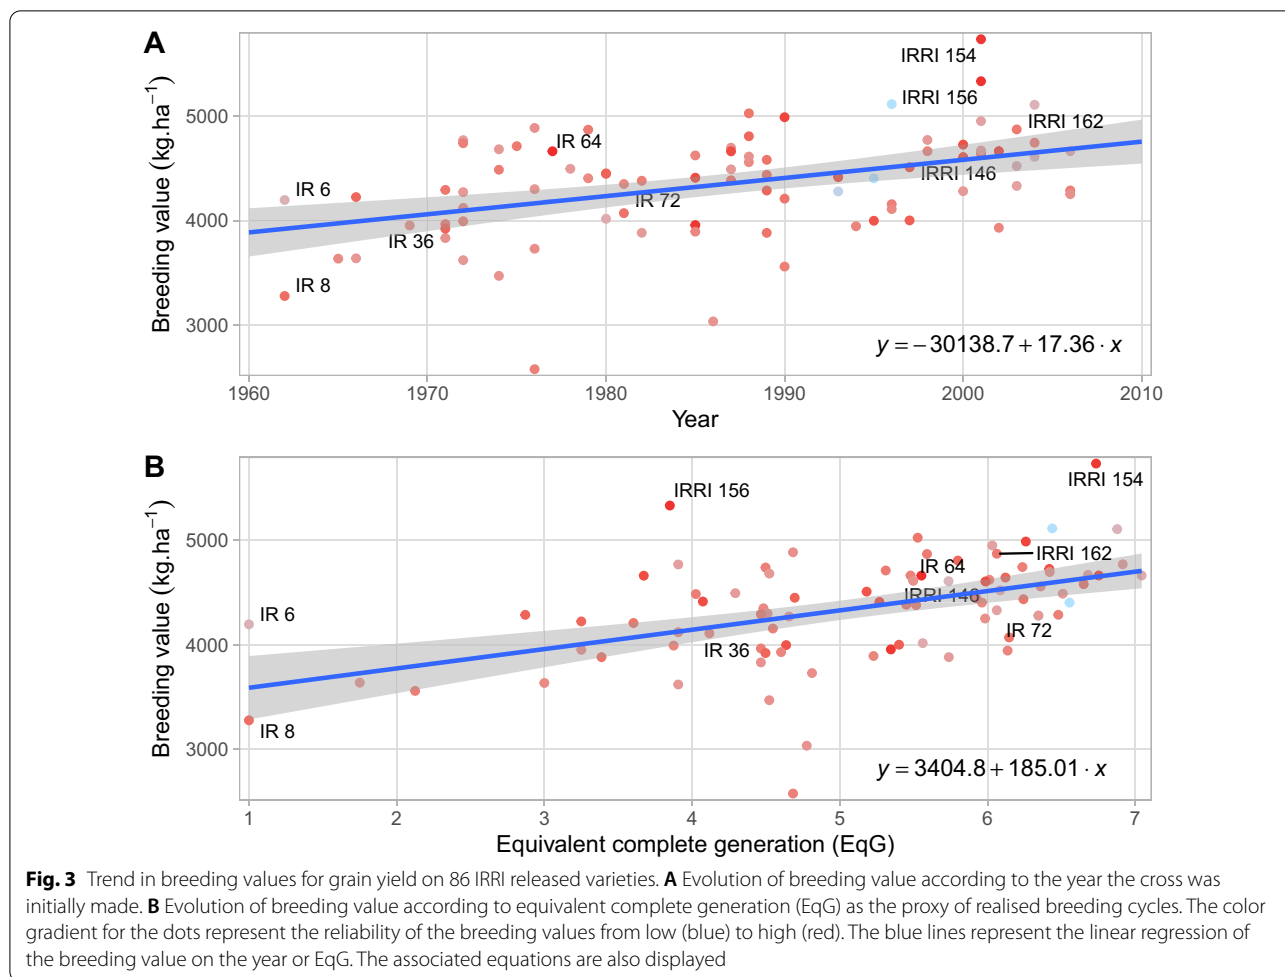 A
Breeding value (kg.ha⁻¹)
5000
4000
3000
IRRI 154
IRRI 156
IRRI 162
IR 64
IRRI 146
IR 6
IR 72
IR 36
IR 8
y = −30138.7 + 17.36 · x
1960 1970 1980 1990 2000 2010
Year
B
Breeding value (kg.ha⁻¹)
5000
4000
3000
IRRI 154
IRRI 156
IRRI 162
IR 64
IRRI 146
IR 6
IR 72
IR 36
IR 8
y = 3404.8 + 185.01 · x
1 2 3 4 5 6 7
Equivalent complete generation (EqG)
Fig. 3 Trend in breeding values for grain yield on 86 IRRI released varieties. A Evolution of breeding value according to the year the cross was
initially made. B Evolution of breeding value according to equivalent complete generation (EqG) as the proxy of realised breeding cycles. The color
gradient for the dots represent the reliability of the breeding values from low (blue) to high (red). The blue lines represent the linear regression of
the breeding value on the year or EqG. The associated equations are also displayed